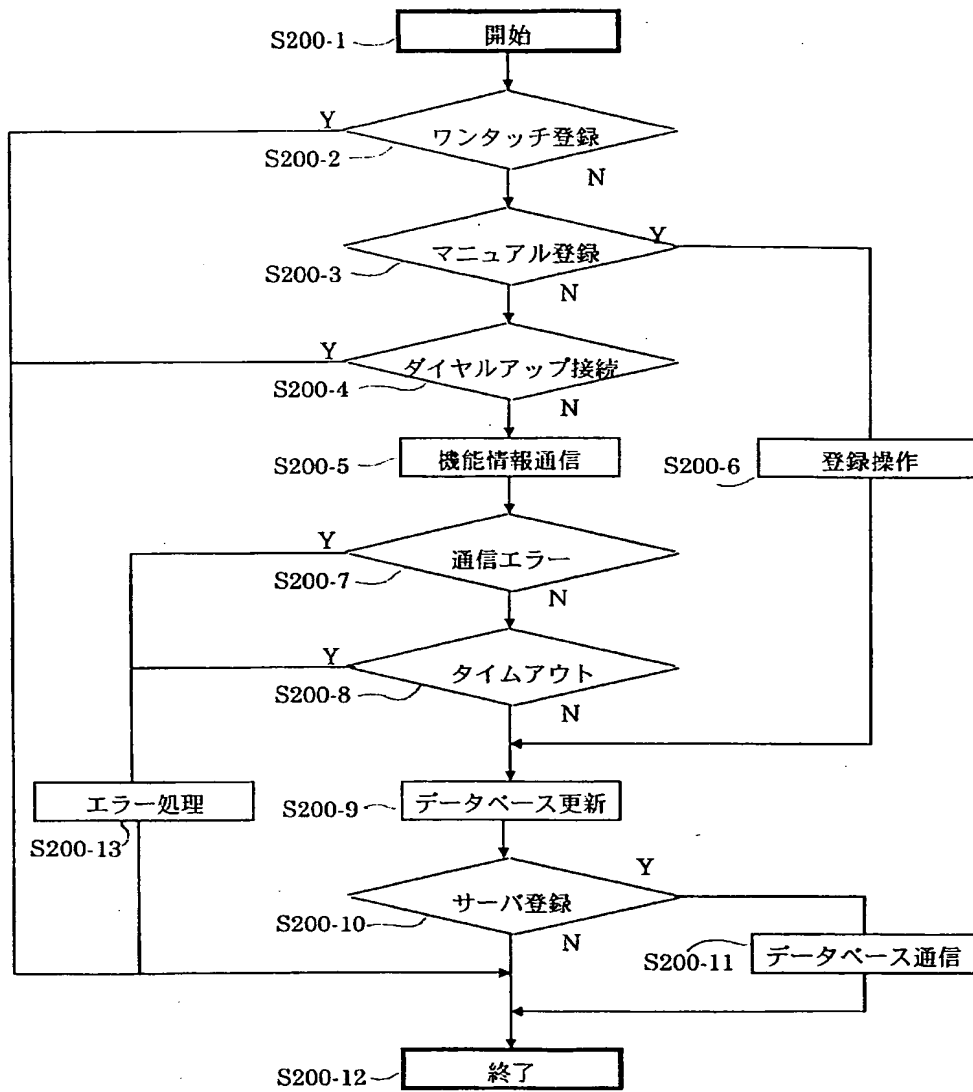 S200-1
開始
Y
ワンタッチ登録
S200-2
N
マニュアル登録
Y
S200-3
N
Y
ダイヤルアップ接続
S200-4
N
S200-5
機能情報通信
S200-6
登録操作
Y
通信エラー
S200-7
N
Y
タイムアウト
S200-8
N
エラー処理
S200-13
S200-9
データベース更新
Y
サーバ登録
S200-10
N
S200-11
データベース通信
S200-12
終了